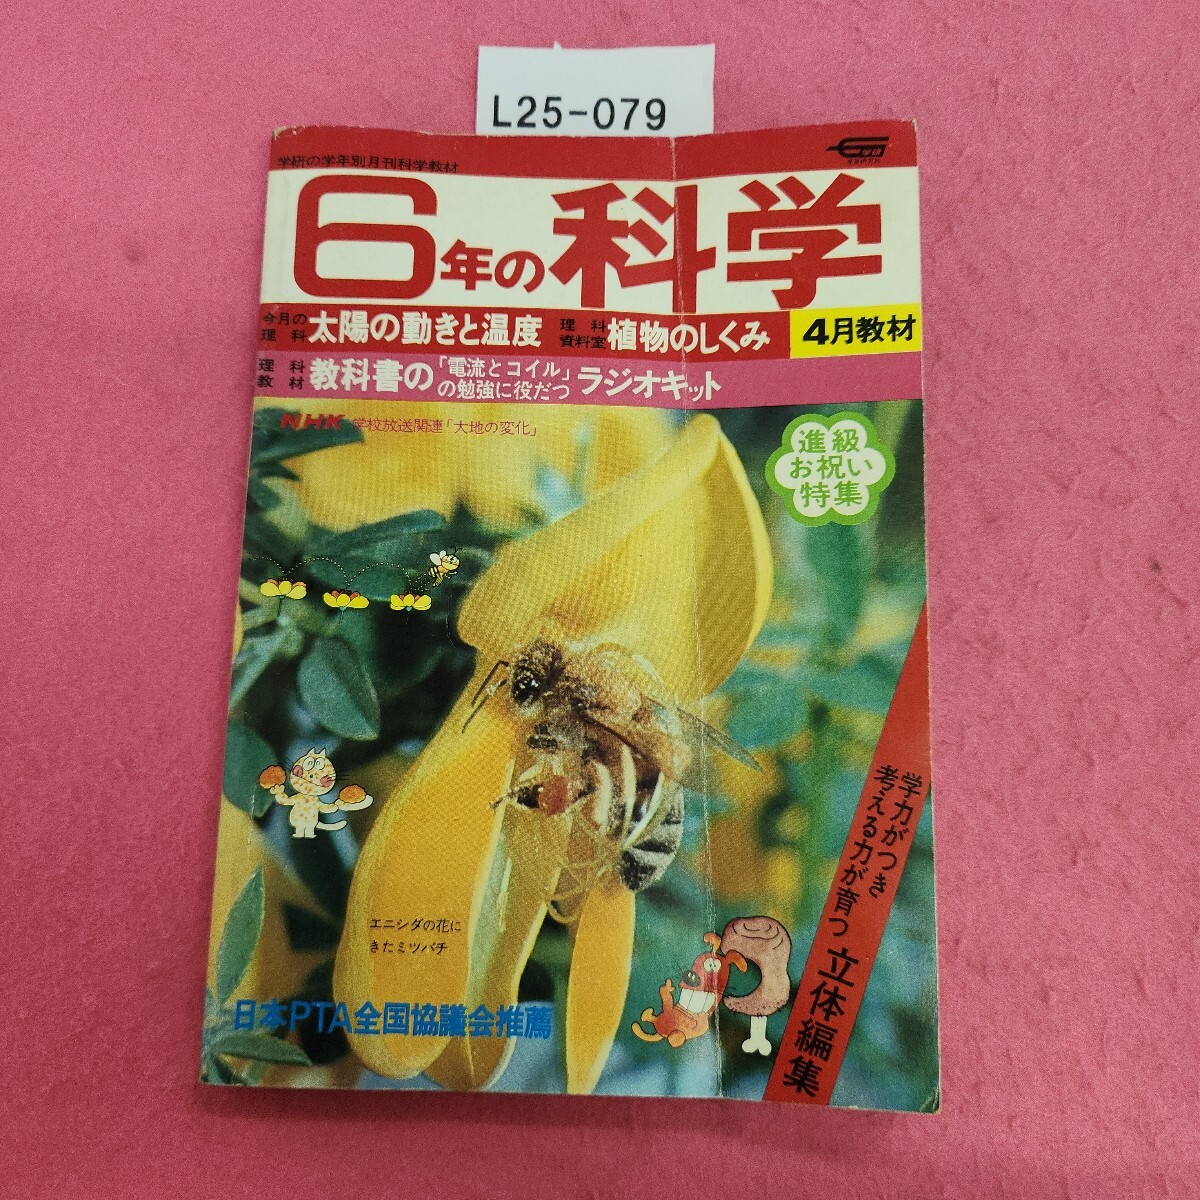 L25-079
学研の学年別月刊科学教材
学研
6年の科学
今月の理科 太陽の動きと温度 理科資料室 植物のしくみ 4月教材
理科教材 教科書の「電流とコイル」の勉強に役だつ ラジオキット
NHK 学校放送関連「大地の変化」
進級
お祝い
特集
学力がつき
考える力が育つ 立体編集
エニシダの花に
きたミツバチ
日本PTA全国協議会推薦